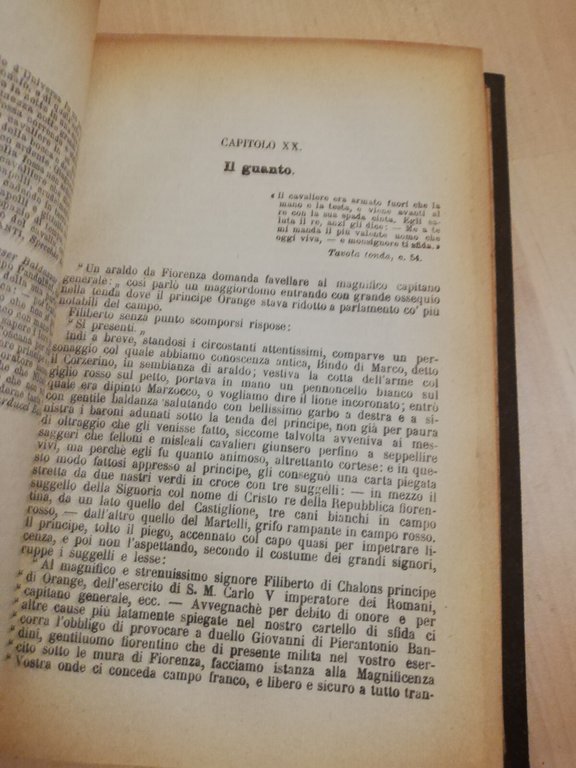 CAPITOLO XX.
Il guanto.
« Il cavaliere era armato fuori che la
mano e la testa, e viene avanti al
re con la sua spada cinta. Egli sa-
luta il re, anzi gli dice: — Me a te
mi manda il più valente uomo che
oggi viva, — e monsignore ti sfida. »
Tavola tonda, c. 54.
" Un araldo da Fiorenza domanda favellare al magnifico capitano
generale: „ così parlò un maggiordomo entrando con grande ossequio
nella tenda dove il principe Orange stava ridotto a parlamento co' più
notabili del campo.
Filiberto senza punto scomporsi rispose:
" Si presenti. „
Indi a breve, standosi i circostanti attentissimi, comparve un per-
sonaggio col quale abbiamo conoscenza antica, Bindo di Marco, detto
il Corzerino, in sembianza di araldo; vestiva la cotta dell'arme col
giglio rosso sul petto, portava in mano un pennoncello bianco sul
quale era dipinto Marzocco, o vogliamo dire il lione incoronato; entrò
con gentile baldanza salutando con bellissimo garbo a destra e a si-
nistra i baroni adunati sotto la tenda del principe, non già per paura
di oltraggio che gli venisse fatto, siccome talvolta avveniva ai mes-
saggeri che felloni e misleali cavalieri giunsero perfino a seppellire
vivi, ma perchè egli fu quanto animoso, altrettanto cortese: e in que-
sto modo fattosi appresso al principe, gli consegnò una carta piegata
stretta da due nastri verdi in croce con tre suggelli: — in mezzo il
suggello della Signoria col nome di Cristo re della Repubblica fioren-
tina, da un lato quello del Castiglione, tre cani bianchi in campo
rosso, — dall'altro quello del Martelli, grifo rampante in campo rosso.
Il principe, tolto il piego, accennato col capo quasi per impetrare li-
cenza, e poi non l'aspettando, secondo il costume dei grandi signori,
ruppe i suggelli e lesse:
" Al magnifico e strenuissimo signore Filiberto di Chalons principe
" di Orange, dell'esercito di S. M. Carlo V imperatore dei Romani,
" capitano generale, ecc. — Avvegnachè per debito di onore e per
" altre cause più latamente spiegate nel nostro cartello di sfida ci
" corra l'obbligo di provocare a duello Giovanni di Pierantonio Ban-
" dini, gentiluomo fiorentino che di presente milita nel vostro eser-
" cito sotto le mura di Fiorenza, facciamo istanza alla Magnificenza
" Vostra onde ci conceda campo franco, e libero e sicuro a tutto tran-